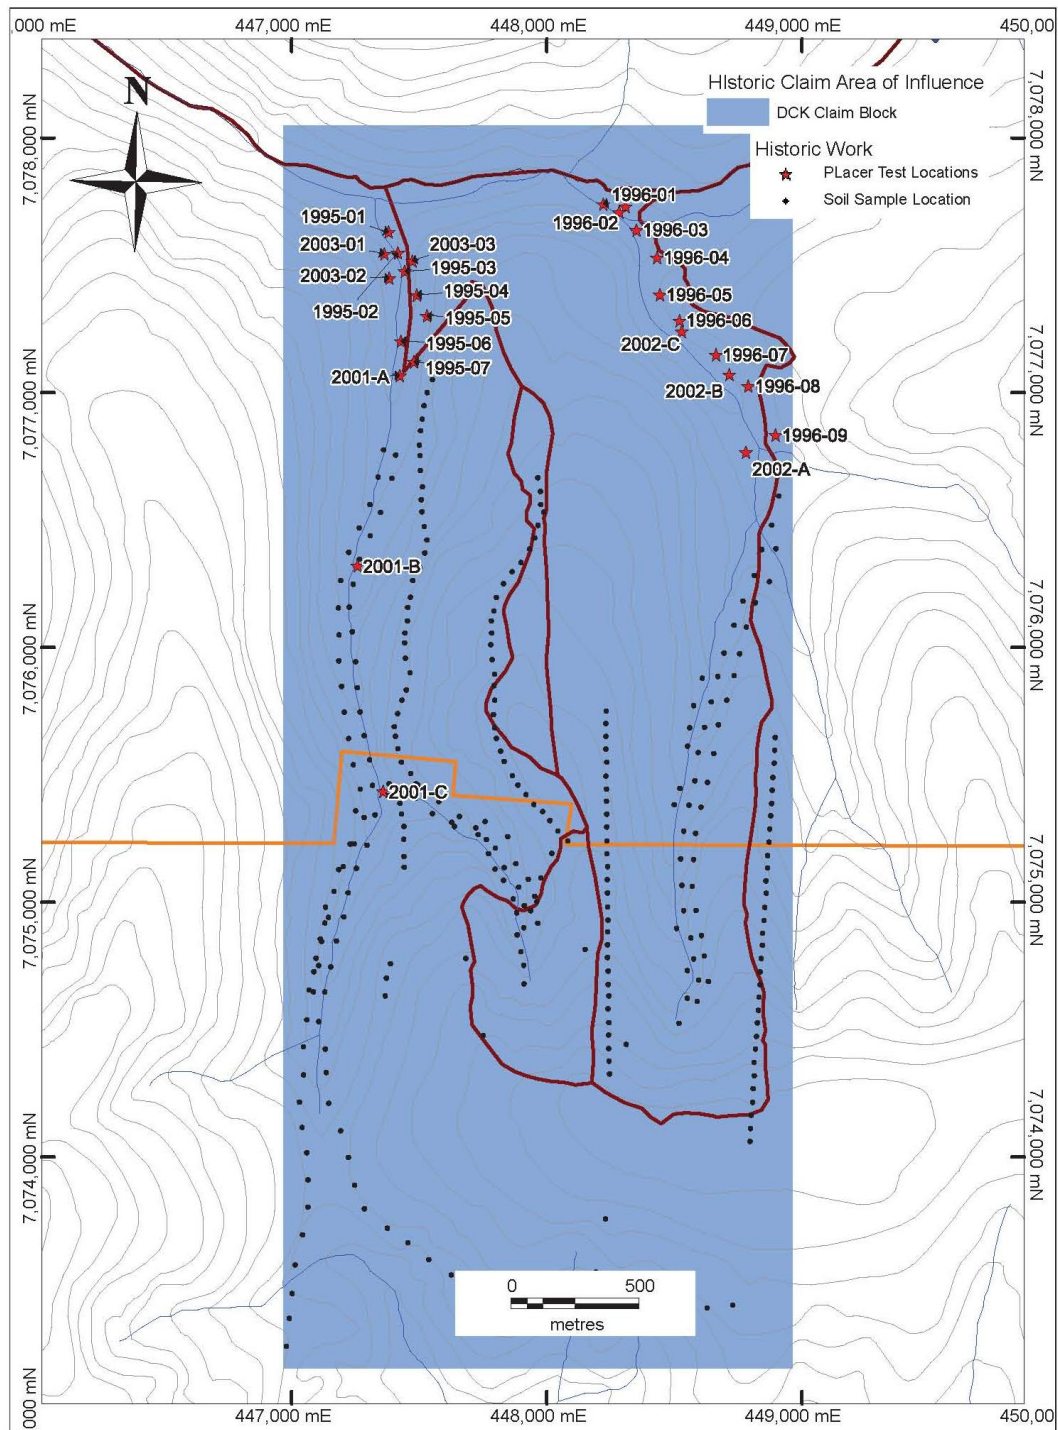 ,000 mE
447,000 mE
448,000 mE
449,000 mE
450,00
N
HIstoric Claim Area of Influence
DCK Claim Block
Historic Work
PLacer Test Locations
Soil Sample Location
7,078,000 mN
7,078,000 mN
1995-01
2003-01
2003-02
1995-02
2003-03
1995-03
1995-04
1995-05
1995-06
1995-07
2001-A
1996-01
1996-02
1996-03
1996-04
1996-05
1996-06
2002-C
1996-07
2002-B
1996-08
1996-09
2002-A
7,077,000 mN
7,077,000 mN
2001-B
7,076,000 mN
7,076,000 mN
2001-C
7,075,000 mN
7,075,000 mN
7,074,000 mN
7,074,000 mN
0
500
metres
000 mN
000 mN
447,000 mE
448,000 mE
449,000 mE
450,00